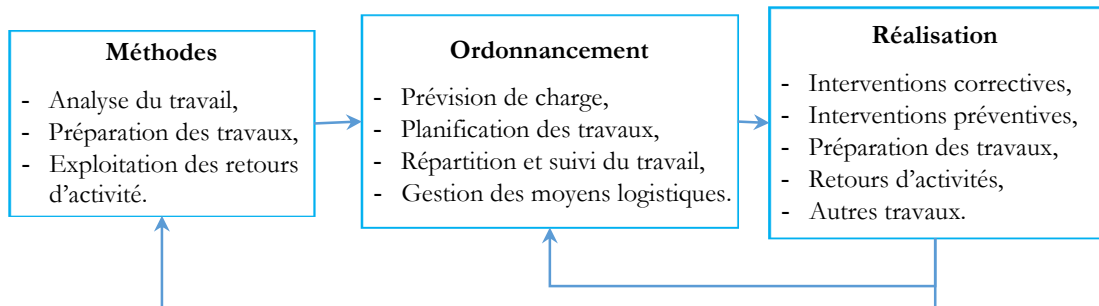 Méthodes
- Analyse du travail,
- Préparation des travaux,
- Exploitation des retours
d’activité.
Ordonnancement
- Prévision de charge,
- Planification des travaux,
- Répartition et suivi du travail,
- Gestion des moyens logistiques.
Réalisation
- Interventions correctives,
- Interventions préventives,
- Préparation des travaux,
- Retours d’activités,
- Autres travaux.